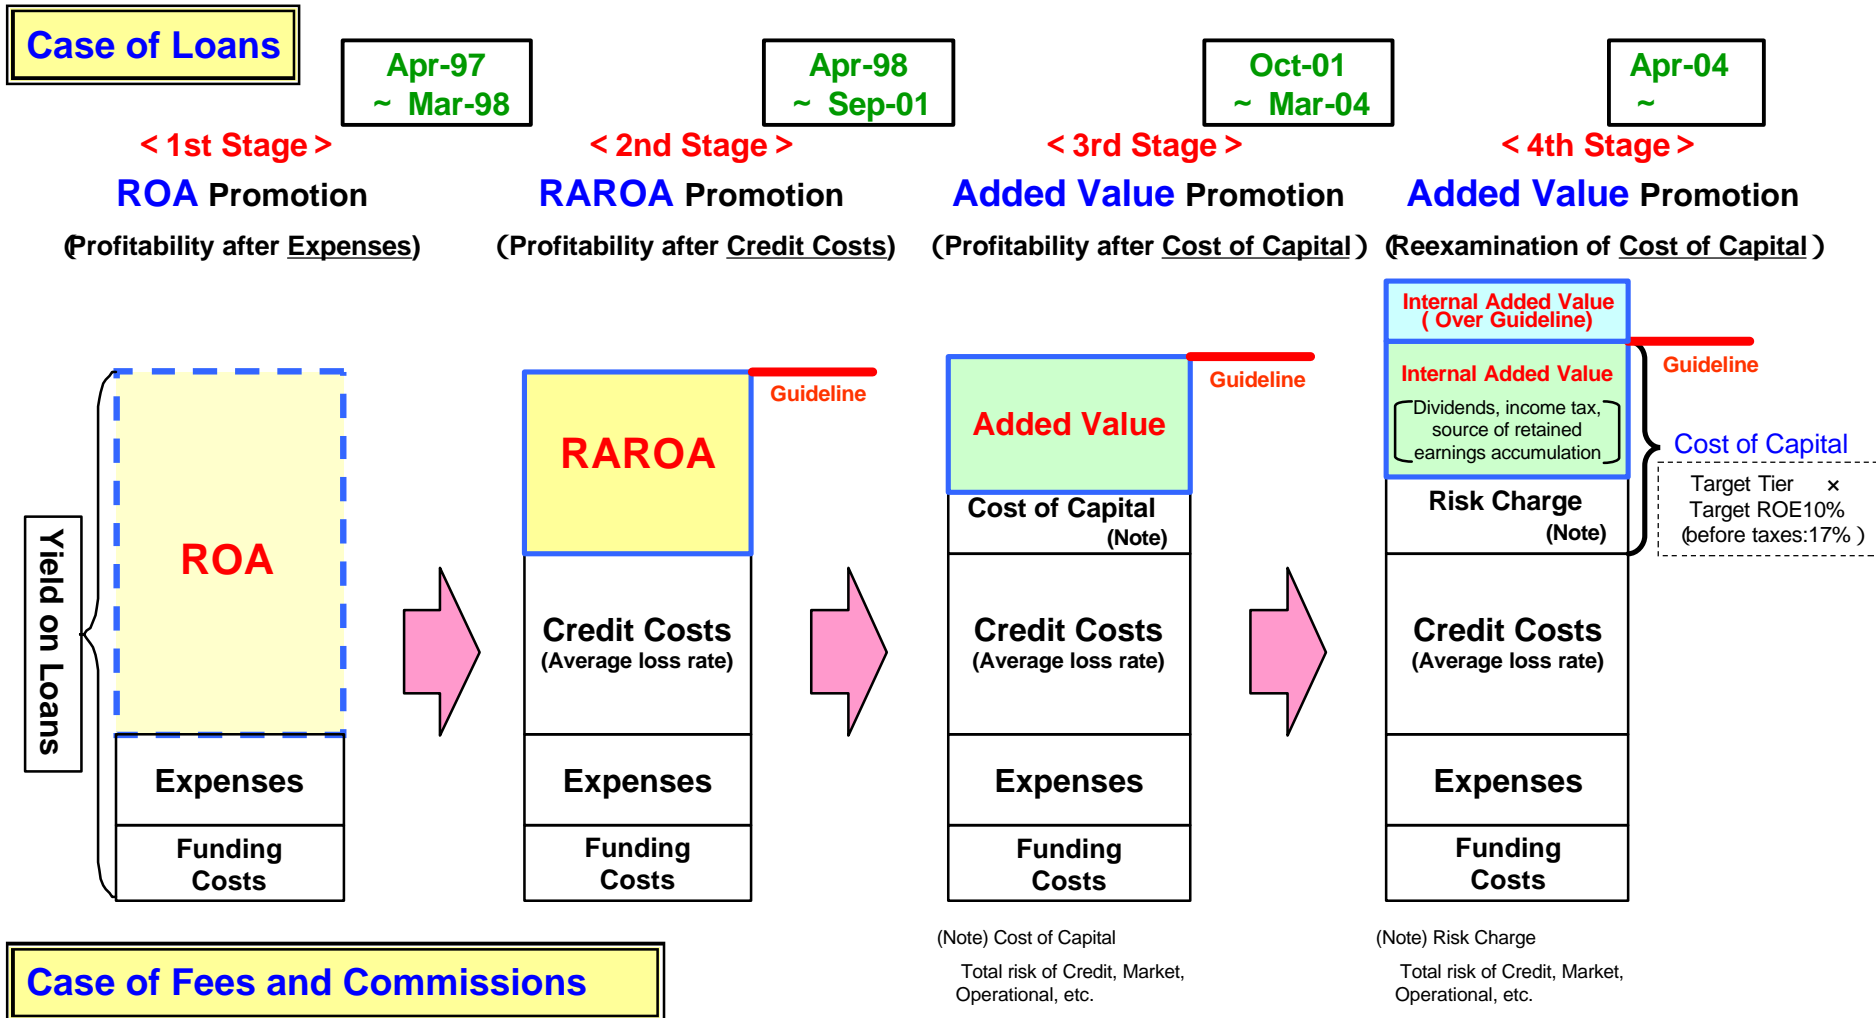 Case of Loans
Apr-97
~ Mar-98
Apr-98
~ Sep-01
Oct-01
~ Mar-04
Apr-04
~
< 1st Stage >
ROA Promotion
(Profitability after Expenses)
< 2nd Stage >
RAROA Promotion
(Profitability after Credit Costs)
< 3rd Stage >
Added Value Promotion
(Profitability after Cost of Capital)
< 4th Stage >
Added Value Promotion
(Reexamination of Cost of Capital)
Yield on Loans
ROA
Expenses
Funding
Costs
Guideline
RAROA
Credit Costs
(Average loss rate)
Expenses
Funding
Costs
Guideline
Added Value
Cost of Capital
(Note)
Credit Costs
(Average loss rate)
Expenses
Funding
Costs
(Note) Cost of Capital
Total risk of Credit, Market,
Operational, etc.
Internal Added Value
( Over Guideline)
Guideline
Internal Added Value
Dividends, income tax,
source of retained
earnings accumulation
Risk Charge
(Note)
Cost of Capital
Target Tier ×
Target ROE10%
(before taxes:17% )
Credit Costs
(Average loss rate)
Expenses
Funding
Costs
(Note) Risk Charge
Total risk of Credit, Market,
Operational, etc.
Case of Fees and Commissions